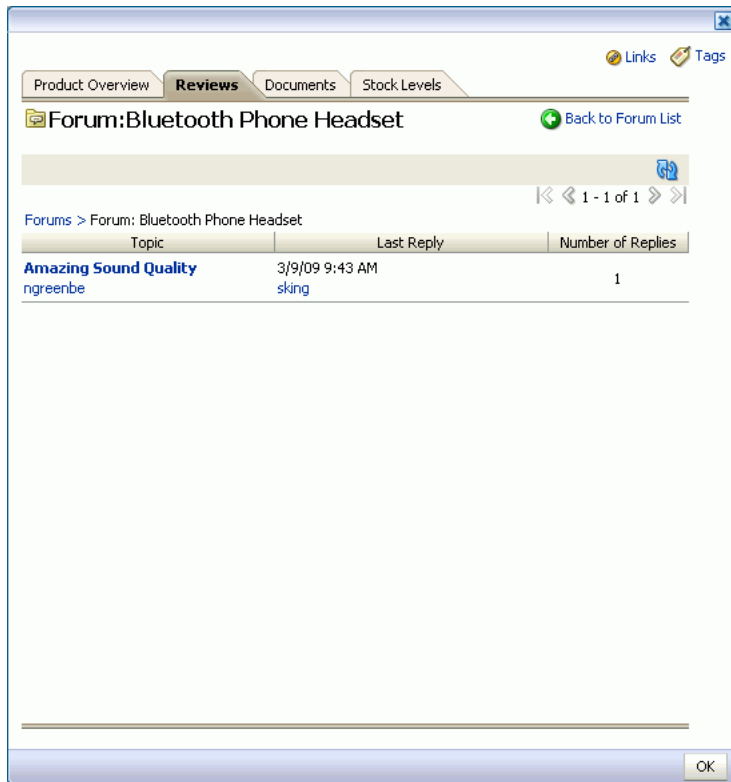 Links Tags
Product Overview Reviews Documents Stock Levels
Forum:Bluetooth Phone Headset Back to Forum List
1 - 1 of 1
Forums > Forum: Bluetooth Phone Headset
Topic Last Reply Number of Replies
Amazing Sound Quality 3/9/09 9:43 AM
1
ngreenbe sking
OK